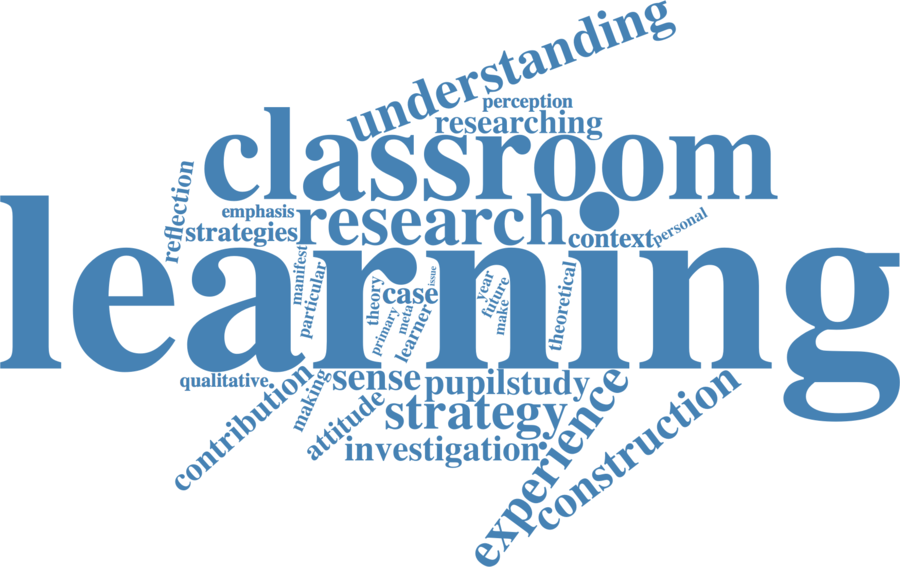 understanding
perception
researching
classroom
reflection
emphasis
strategies
research
context
personal
learning
manifest
particular
theory
primary
meta
case
issue
learner
year
future
make
theoretical
qualitative
contribution
making
sense
attitude
pupil
study
strategy
investigation
experience
construction